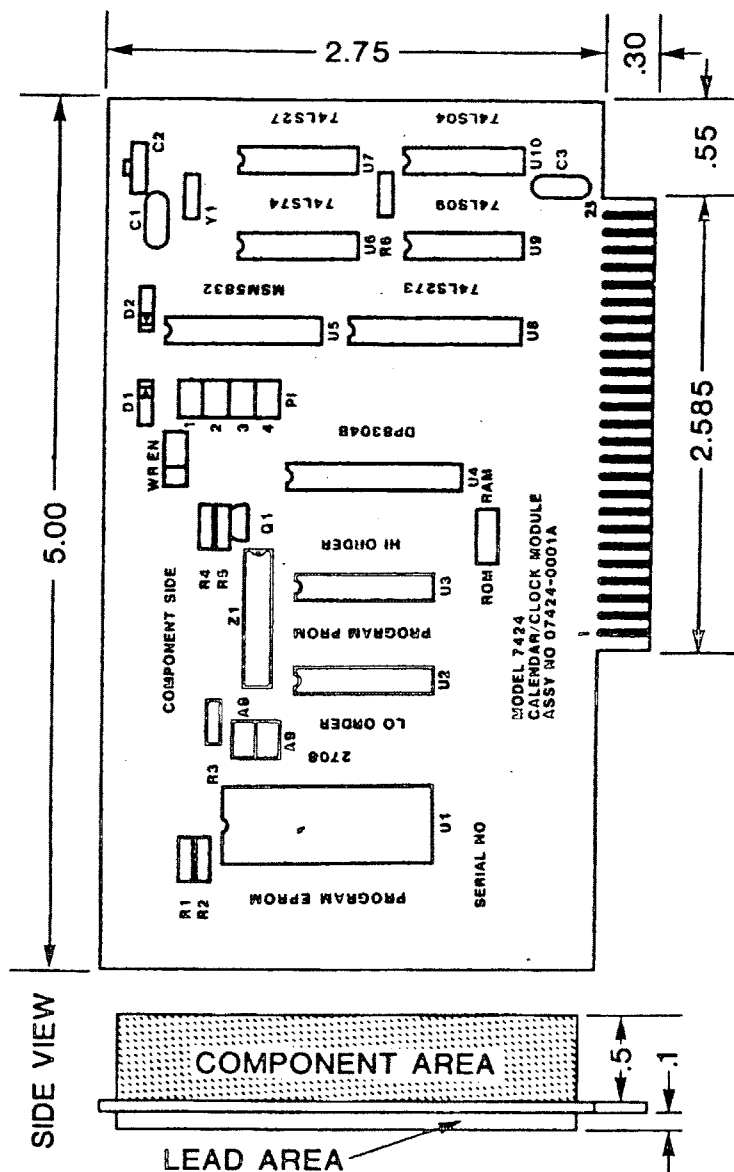 2.75
.30
5.00
.55
2.585
C2
C1
Y1
74LS27
U7
74LS04
U10
C3
25
74LS74
U6
R6
74LS09
U9
D2
MSM5832
U5
74LS273
U8
D1
1
2
3
4
P1
WR EN
DP8304B
U4
RAM
ROM
R4
R5
Q1
HI ORDER
U3
Z1
COMPONENT SIDE
PROGRAM PROM
U2
LO ORDER
MODEL 7424
CALENDAR/CLOCK MODULE
ASSY NO 07424-0001A
A9
A9
R3
2708
U1
R1
R2
PROGRAM EPROM
SERIAL NO
SIDE VIEW
COMPONENT AREA
.5
.1
LEAD AREA